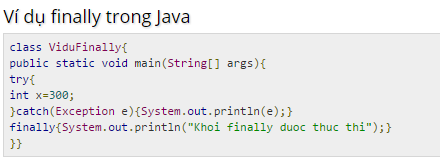 Ví dụ finally trong Java
class ViduFinally{
public static void main(String[] args){
try{
int x=300;
}catch(Exception e){System.out.println(e);}
finally{System.out.println("Khoi finally duoc thuc thi");}
}}